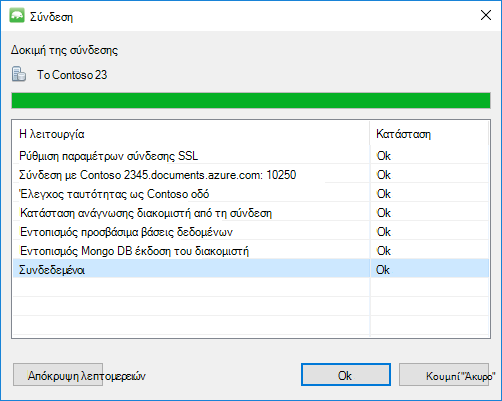 Σύνδεση
Δοκιμή της σύνδεσης
Το Contoso 23
Η λειτουργία Κατάσταση
Ρύθμιση παραμέτρων σύνδεσης SSL Ok
Σύνδεση με Contoso 2345.documents.azure.com: 10250 Ok
Έλεγχος ταυτότητας ως Contoso οδό Ok
Κατάσταση ανάγνωσης διακομιστή από τη σύνδεση Ok
Εντοπισμός προσβάσιμα βάσεις δεδομένων Ok
Εντοπισμός Mongo DB έκδοση του διακομιστή Ok
Συνδεδεμένοι Ok
Απόκρυψη λεπτομερειών Ok Κουμπί "Άκυρο"